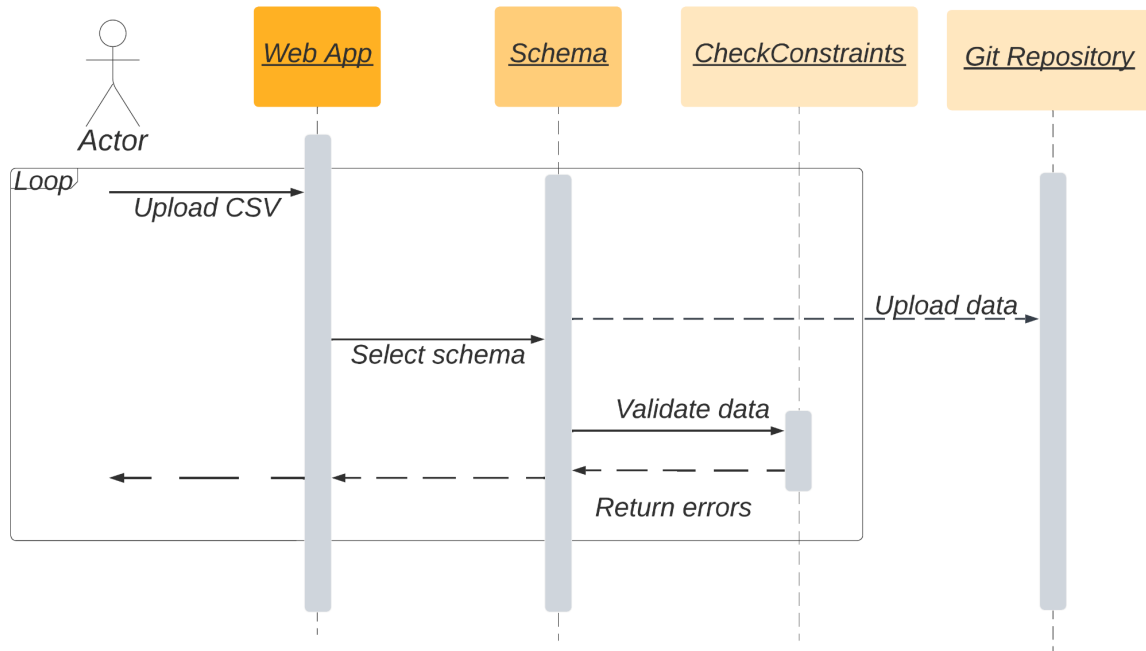 Web App
Schema
CheckConstraints
Git Repository
Actor
Loop
Upload CSV
Upload data
Select schema
Validate data
Return errors